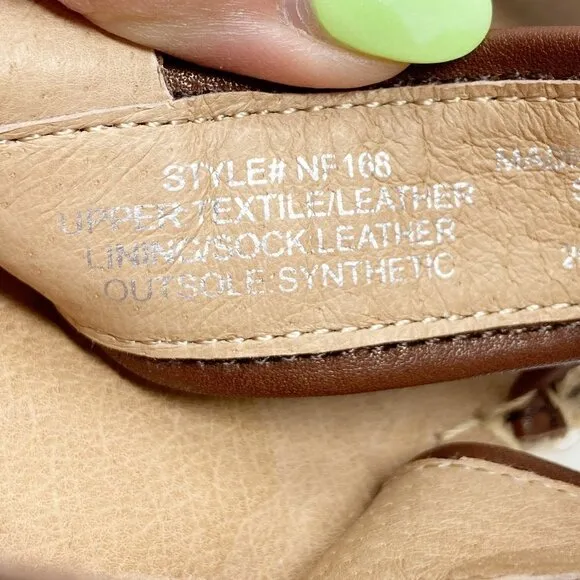 STYLE# NF168
UPPER:TEXTILE/LEATHER
LINING/SOCK:LEATHER
OUTSOLE:SYNTHETIC